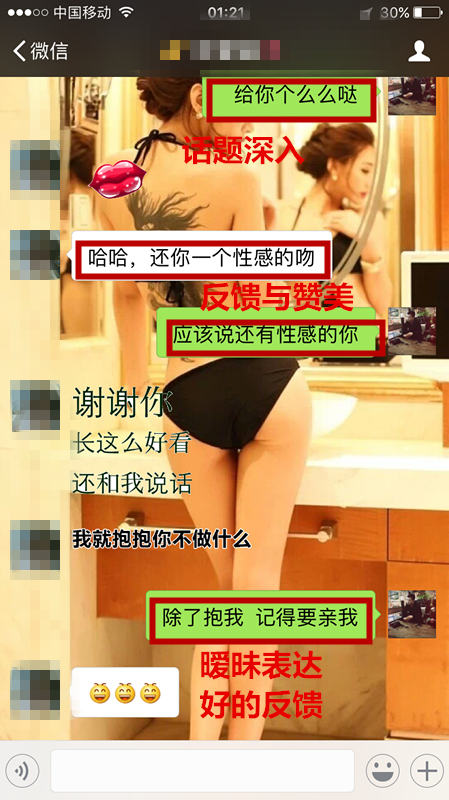 中国移动
01:21
30%
微信
给你个么么哒
话题深入
哈哈，还你一个性感的吻
反馈与赞美
应该说还有性感的你
谢谢你
长这么好看
还和我说话
我就抱抱你不做什么
除了抱我 记得要亲我
暧昧表达
好的反馈